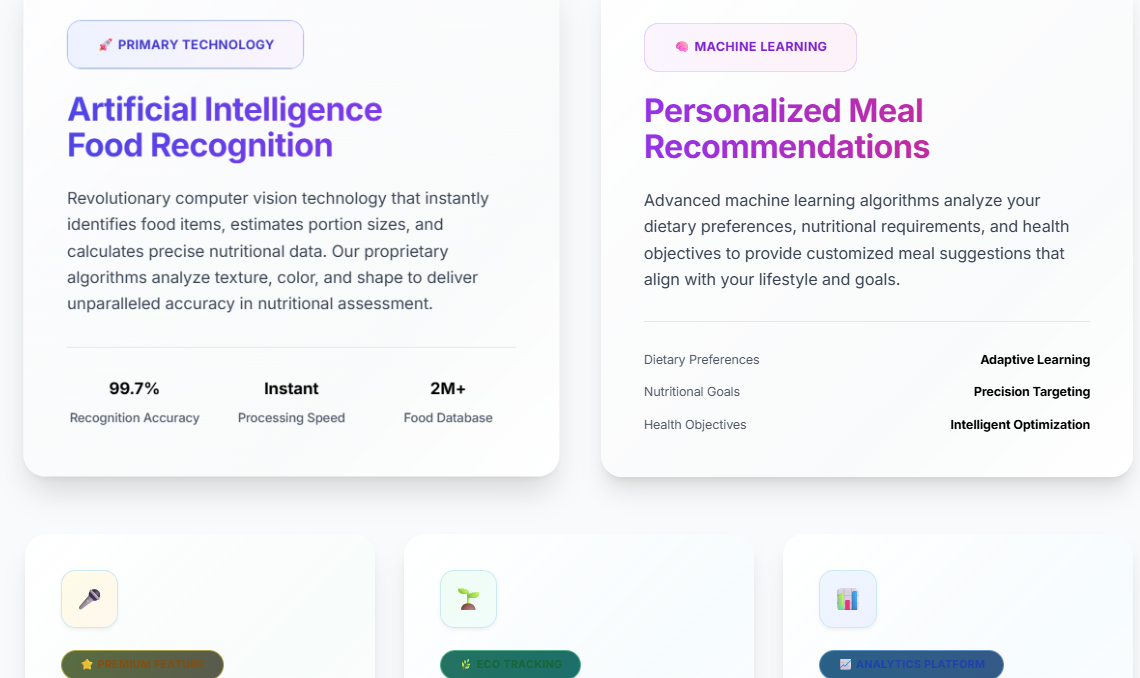 PRIMARY TECHNOLOGY
Artificial Intelligence
Food Recognition
Revolutionary computer vision technology that instantly
identifies food items, estimates portion sizes, and
calculates precise nutritional data. Our proprietary
algorithms analyze texture, color, and shape to deliver
unparalleled accuracy in nutritional assessment.
99.7% Instant 2M+
Recognition Accuracy Processing Speed Food Database
MACHINE LEARNING
Personalized Meal
Recommendations
Advanced machine learning algorithms analyze your
dietary preferences, nutritional requirements, and health
objectives to provide customized meal suggestions that
align with your lifestyle and goals.
Dietary Preferences Adaptive Learning
Nutritional Goals Precision Targeting
Health Objectives Intelligent Optimization
PREMIUM FEATURE
ECO TRACKING
ANALYTICS PLATFORM